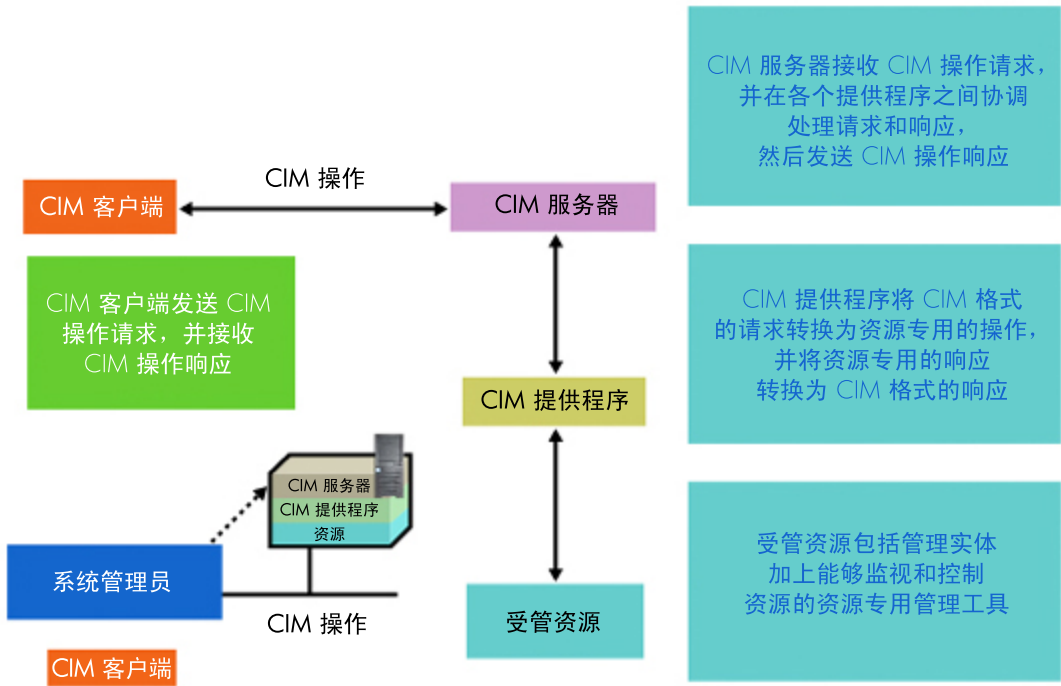 CIM 操作
CIM 客户端
CIM 服务器
CIM 服务器接收 CIM 操作请求，
并在各个提供程序之间协调
处理请求和响应，
然后发送 CIM 操作响应
CIM 客户端发送 CIM
操作请求，并接收
CIM 操作响应
CIM 提供程序
CIM 提供程序将 CIM 格式
的请求转换为资源专用的操作，
并将资源专用的响应
转换为 CIM 格式的响应
CIM 服务器
CIM 提供程序
资源
系统管理员
CIM 操作
CIM 客户端
受管资源
受管资源包括管理实体
加上能够监视和控制
资源的资源专用管理工具